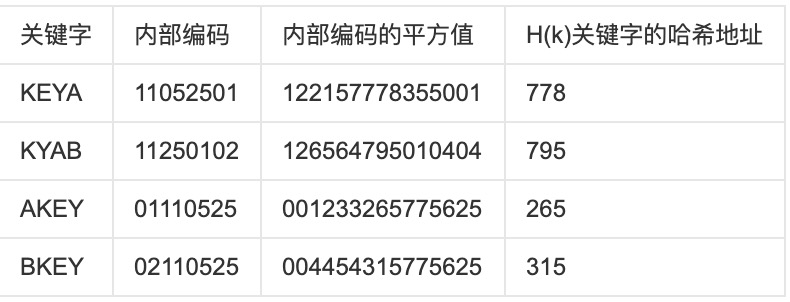 关键字 内部编码 内部编码的平方值 H(k)关键字的哈希地址
KEYA 11052501 122157778355001 778
KYAB 11250102 126564795010404 795
AKEY 01110525 001233265775625 265
BKEY 02110525 004454315775625 315